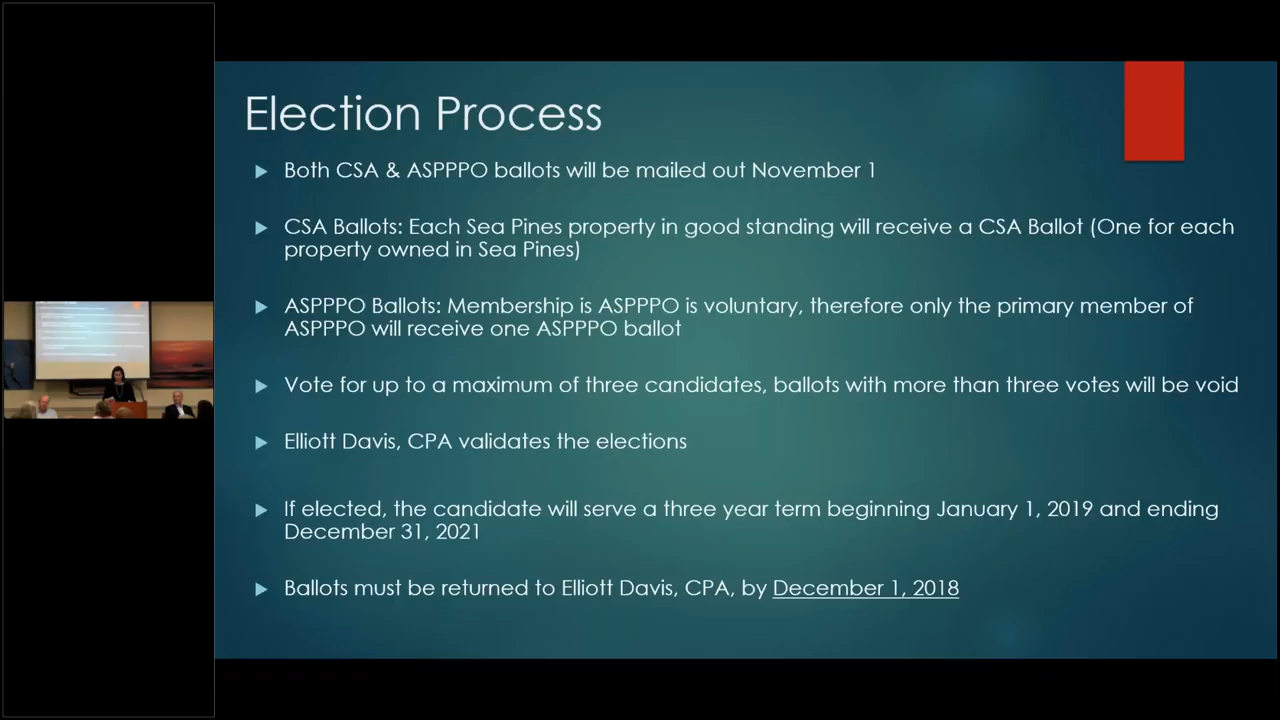 Election Process
Both CSA & ASPPPO ballots will be mailed out November 1
CSA Ballots: Each Sea Pines property in good standing will receive a CSA Ballot (One for each
property owned in Sea Pines)
ASPPPO Ballots: Membership is ASPPPO is voluntary, therefore only the primary member of
ASPPPO will receive one ASPPPO ballot
Vote for up to a maximum of three candidates, ballots with more than three votes will be void
Elliott Davis, CPA validates the elections
If elected, the candidate will serve a three year term beginning January 1, 2019 and ending
December 31, 2021
Ballots must be returned to Elliott Davis, CPA, by December 1, 2018